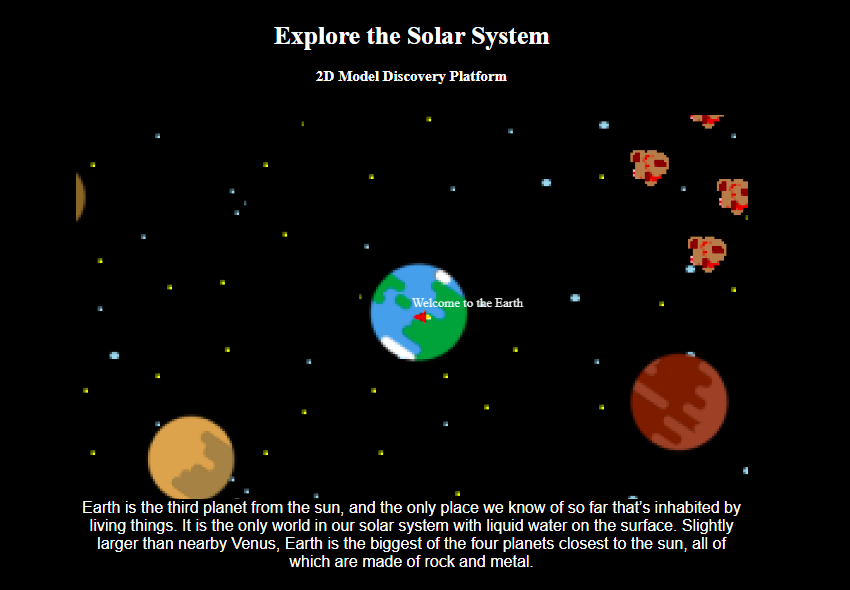 Explore the Solar System
2D Model Discovery Platform
Welcome to the Earth
Earth is the third planet from the sun, and the only place we know of so far that’s inhabited by
living things. It is the only world in our solar system with liquid water on the surface. Slightly
larger than nearby Venus, Earth is the biggest of the four planets closest to the sun, all of
which are made of rock and metal.